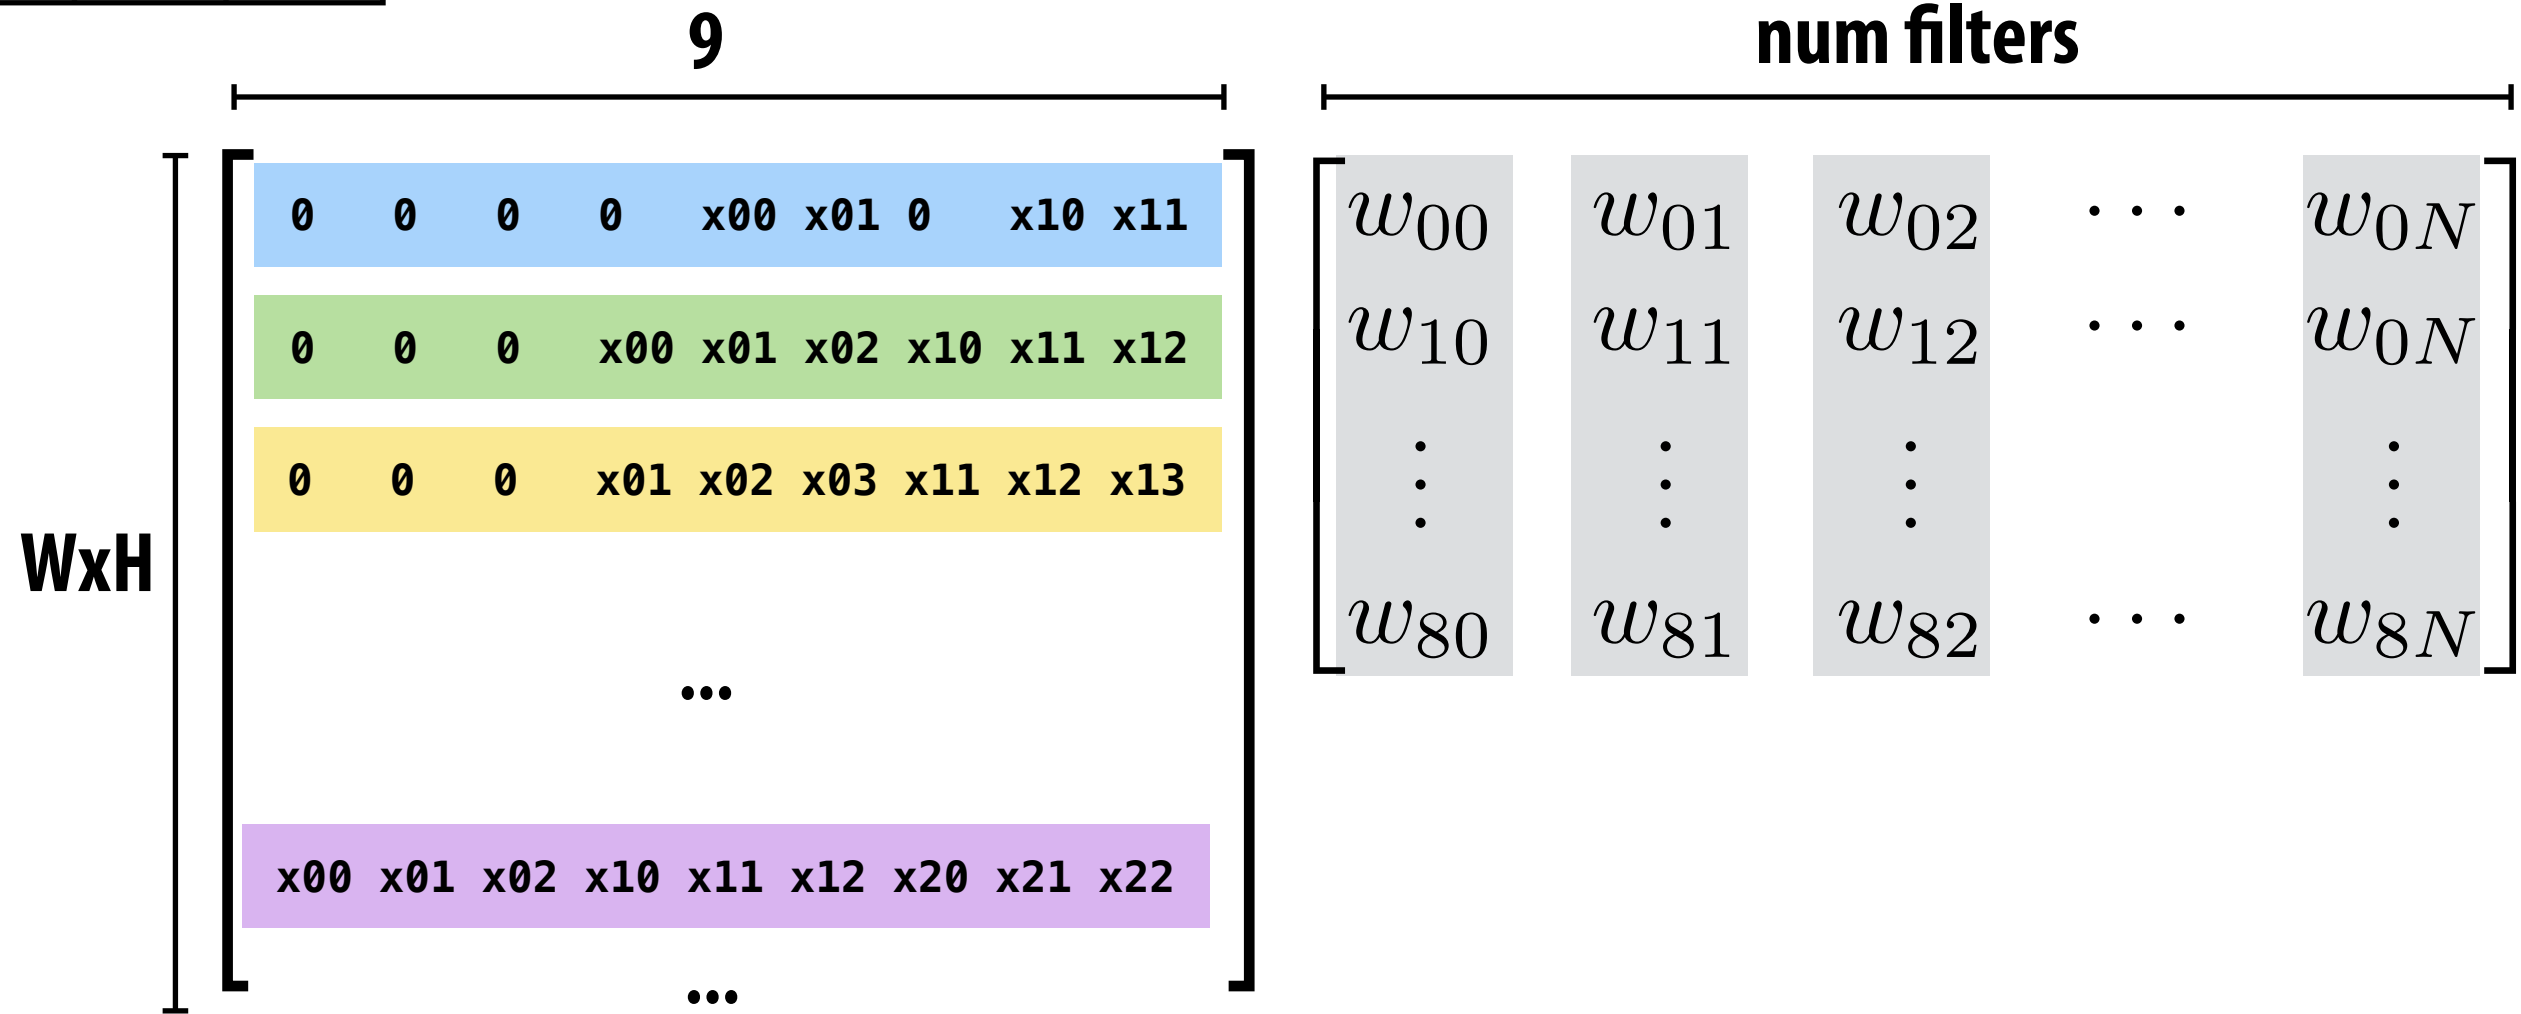 9 num filters
0 0 0 0 x00 x01 0 x10 x11
0 0 0 x00 x01 x02 x10 x11 x12
0 0 0 x01 x02 x03 x11 x12 x13
...
x00 x01 x02 x10 x11 x12 x20 x21 x22
...
WxH
w00 w01 w02 ⋯ w0N
w10 w11 w12 ⋯ w0N
⋮ ⋮ ⋮ ⋮
w80 w81 w82 ⋯ w8N